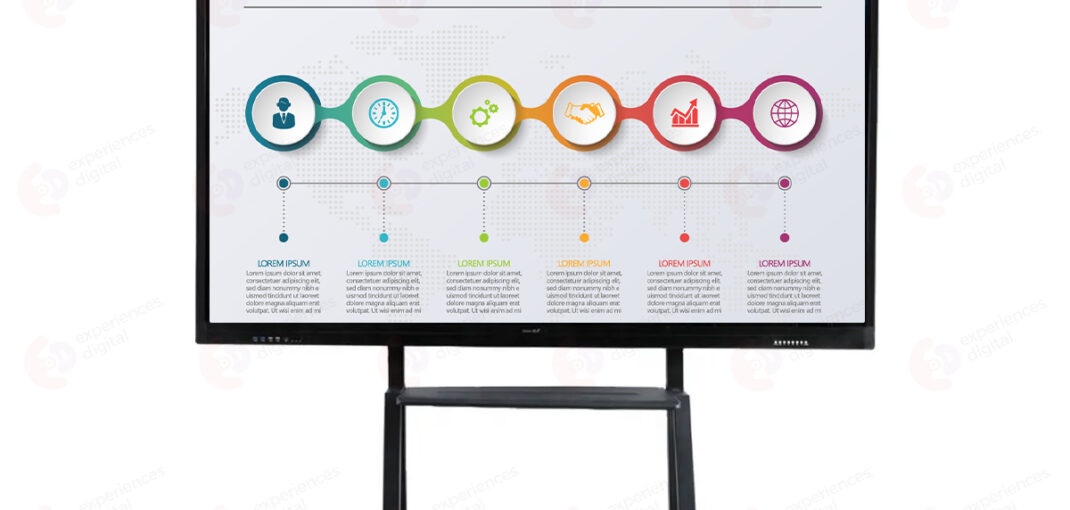 LOREM IPSUM
Lorem ipsum dolor sit amet,
consectetuer adipiscing elit,
sed diam nonummy nibh e
uismod tincidunt ut laoreet
dolore magna aliquam erat
volutpat. Ut wisi enim ad mi
LOREM IPSUM
Lorem ipsum dolor sit amet,
consectetuer adipiscing elit,
sed diam nonummy nibh e
uismod tincidunt ut laoreet
dolore magna aliquam erat
volutpat. Ut wisi enim ad mi
LOREM IPSUM
Lorem ipsum dolor sit amet,
consectetuer adipiscing elit,
sed diam nonummy nibh e
uismod tincidunt ut laoreet
dolore magna aliquam erat
volutpat. Ut wisi enim ad mi
LOREM IPSUM
Lorem ipsum dolor sit amet,
consectetuer adipiscing elit,
sed diam nonummy nibh e
uismod tincidunt ut laoreet
dolore magna aliquam erat
volutpat. Ut wisi enim ad mi
LOREM IPSUM
Lorem ipsum dolor sit amet,
consectetuer adipiscing elit,
sed diam nonummy nibh e
uismod tincidunt ut laoreet
dolore magna aliquam erat
volutpat. Ut wisi enim ad mi
LOREM IPSUM
Lorem ipsum dolor sit amet,
consectetuer adipiscing elit,
sed diam nonummy nibh e
uismod tincidunt ut laoreet
dolore magna aliquam erat
volutpat. Ut wisi enim ad mi
experiences.
digital
experiences.
digital
experiences.
digital
experiences.
digital